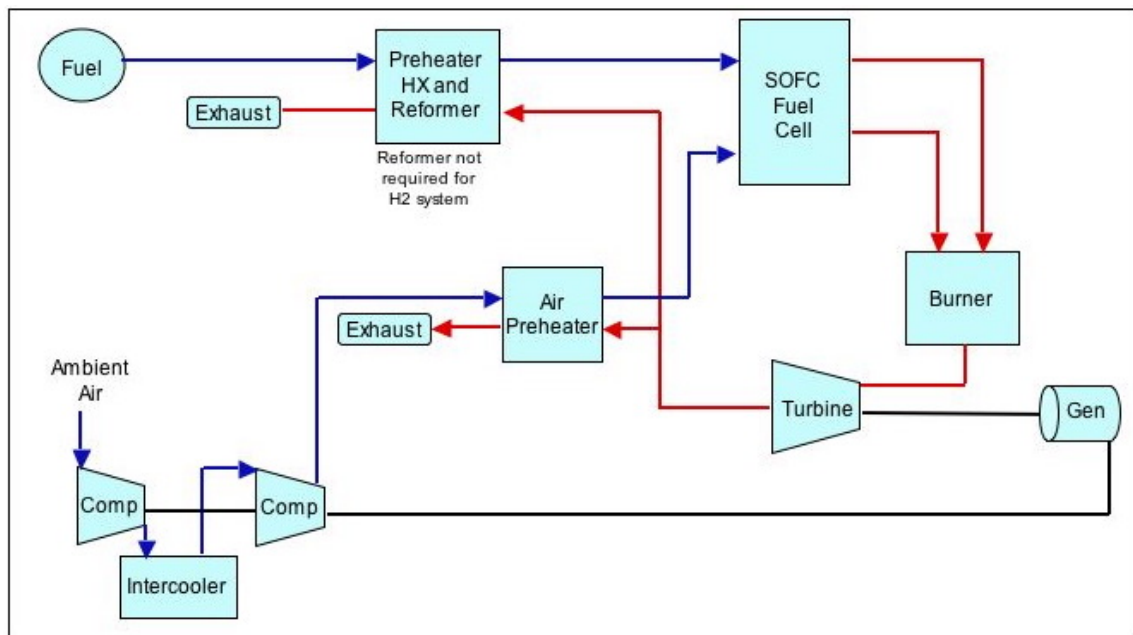 Fuel
Preheater
HX and
Reformer
SOFC
Fuel
Cell
Exhaust
Reformer not
required for
H2 system
Air
Preheater
Burner
Exhaust
Ambient
Air
Turbine
Gen
Comp
Comp
Intercooler